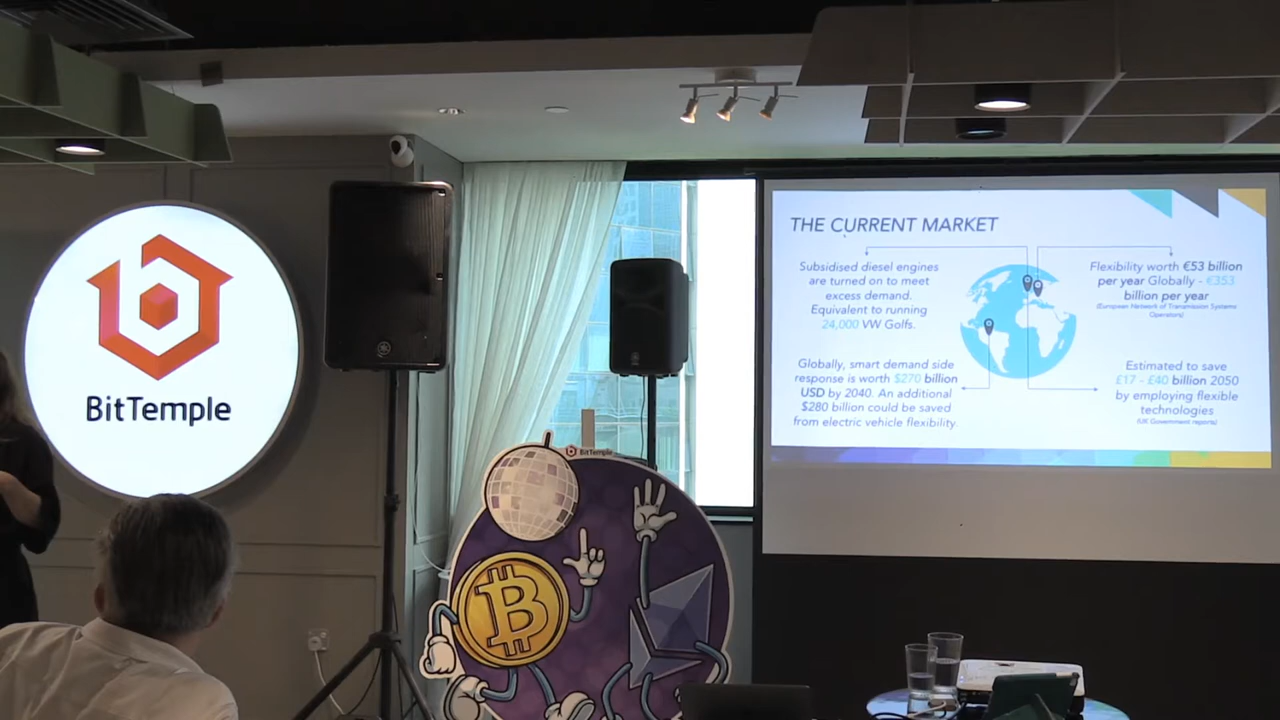 BitTemple
BitTemple
THE CURRENT MARKET
Subsidised diesel engines
are turned on to meet
excess demand.
Equivalent to running
24,000 VW Golfs.
Flexibility worth €53 billion
per year Globally - €353
billion per year
(European Network of Transmission Systems
Operators)
Globally, smart demand side
response is worth $270 billion
USD by 2040. An additional
$280 billion could be saved
from electric vehicle flexibility.
Estimated to save
£17 - £40 billion 2050
by employing flexible
technologies
(UK Government reports)